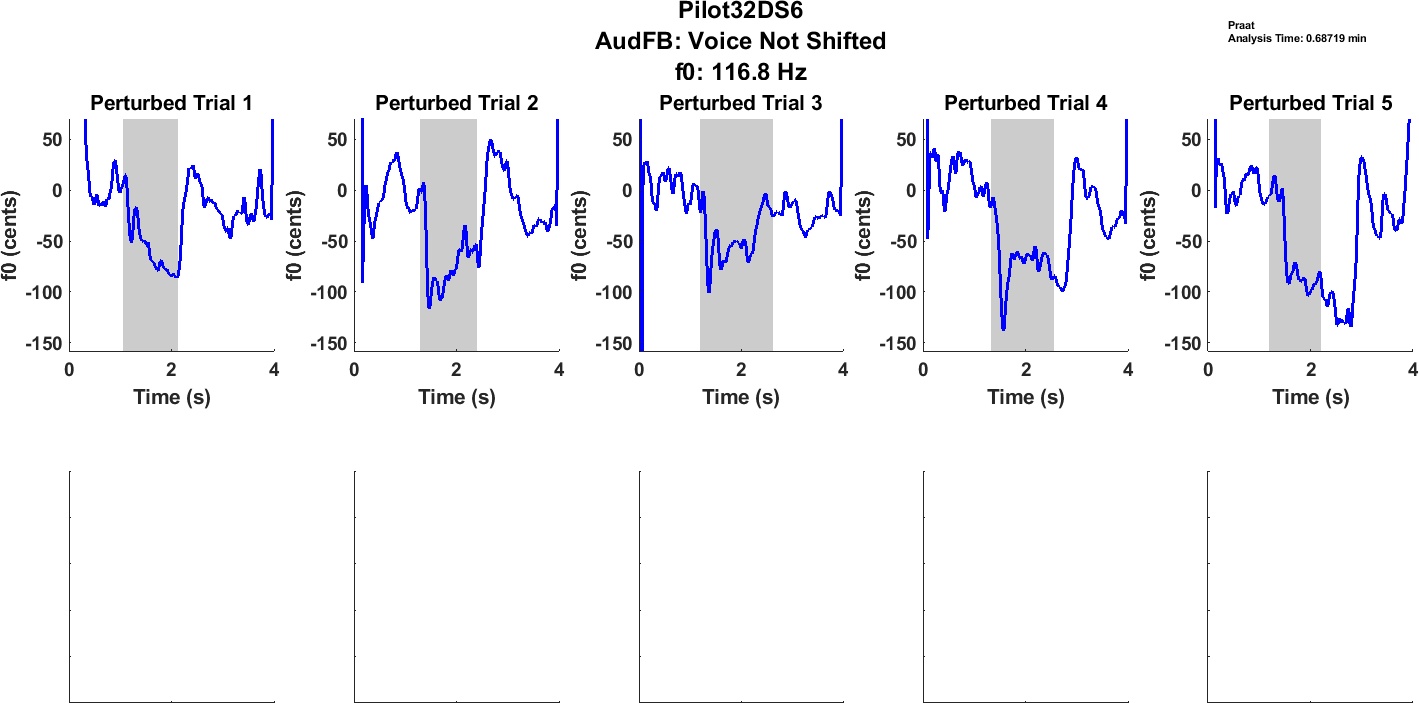 Pilot32DS6
AudFB: Voice Not Shifted
f0: 116.8 Hz
Praat
Analysis Time: 0.68719 min
Perturbed Trial 1
50
0
-50
-100
-150
f0 (cents)
0 2 4
Time (s)
Perturbed Trial 2
50
0
-50
-100
-150
f0 (cents)
0 2 4
Time (s)
Perturbed Trial 3
50
0
-50
-100
-150
f0 (cents)
0 2 4
Time (s)
Perturbed Trial 4
50
0
-50
-100
-150
f0 (cents)
0 2 4
Time (s)
Perturbed Trial 5
50
0
-50
-100
-150
f0 (cents)
0 2 4
Time (s)